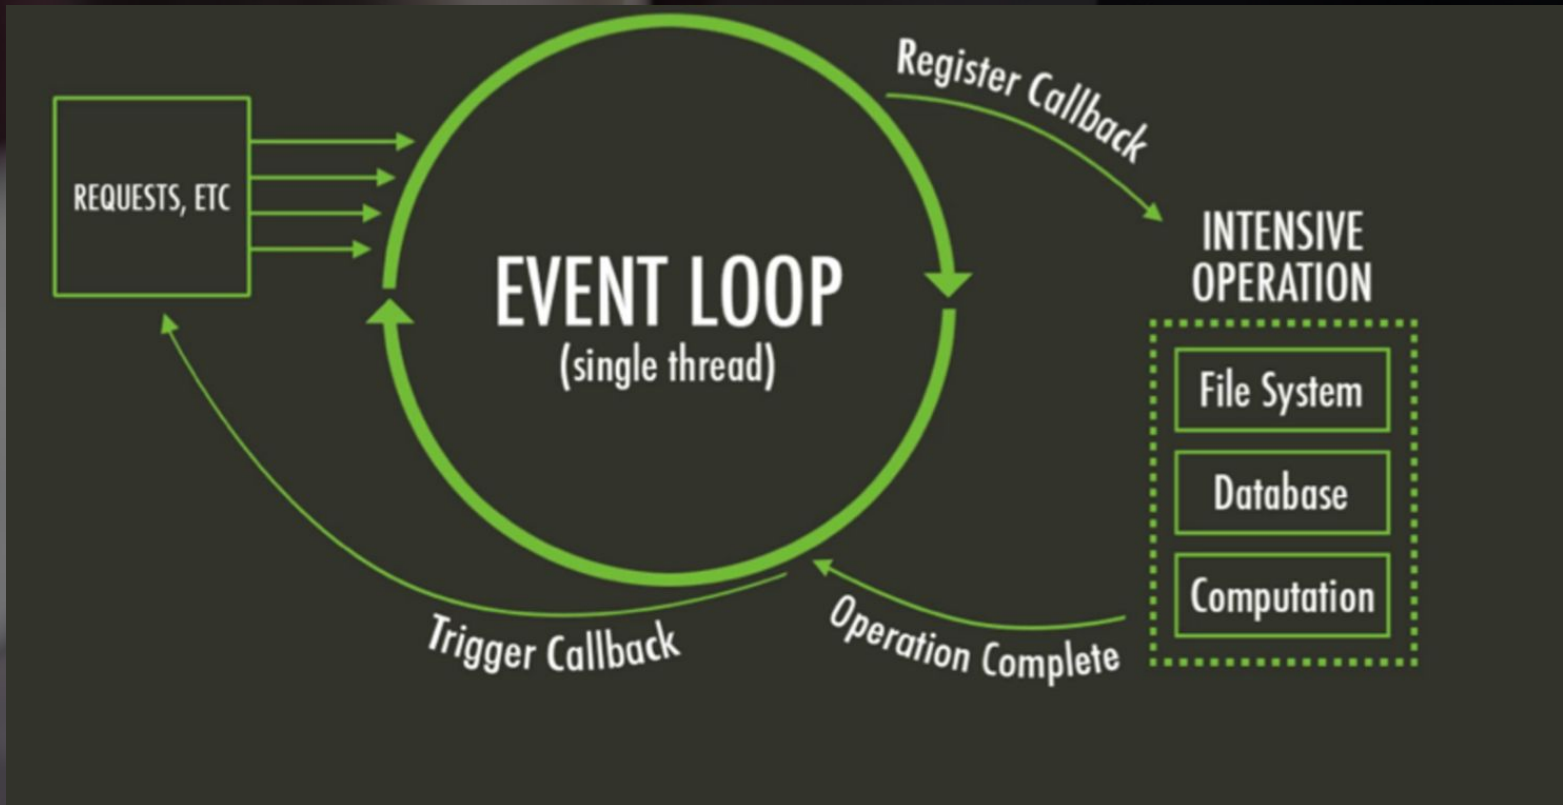 Register Callback
REQUESTS, ETC
INTENSIVE
OPERATION
EVENT LOOP
(single thread)
File System
Database
Computation
Trigger Callback
Operation Complete